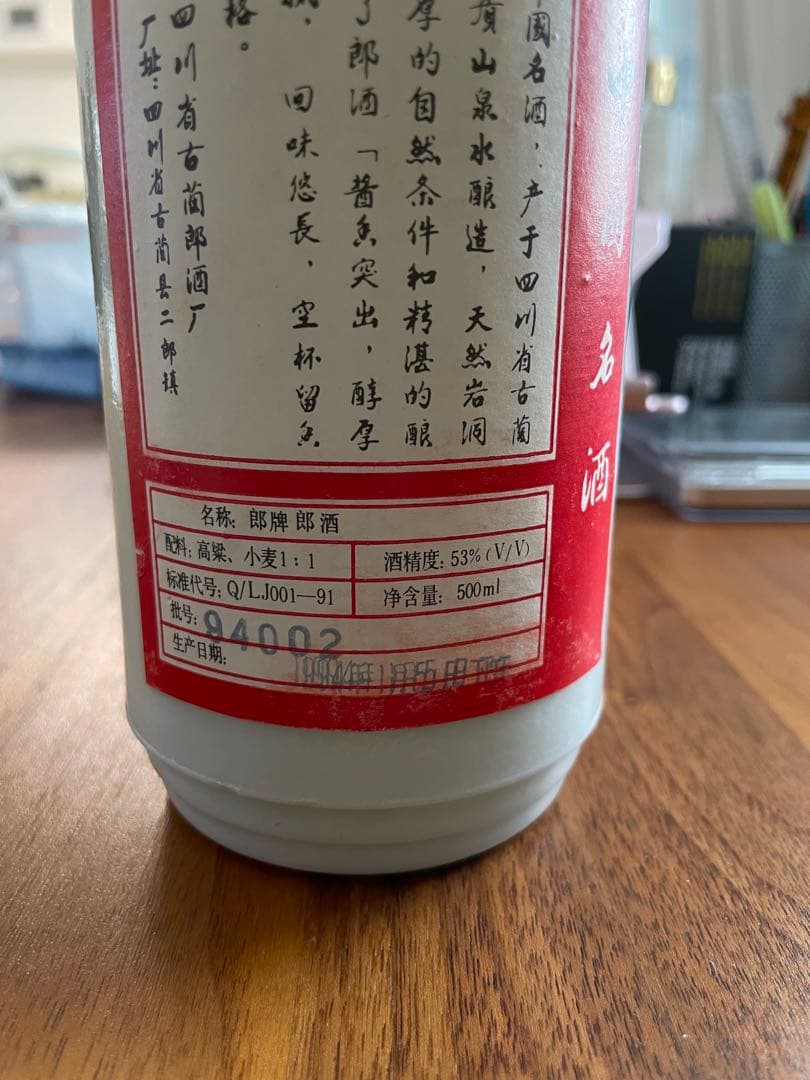 国名酒，产于四川省古蔺
山泉水酿造，天然岩洞
厚的自然条件和精湛的酿
了郎酒「酱香突出，醇厚
回味悠長，空杯留香
格。
四川省古蔺郎酒厂
厂址：四川省古蔺县二郎镇
名酒
名称：郎牌郎酒
配料：高粱、小麦1：1
酒精度：53%（V/V）
标准代号：Q/LJ001—91
净含量：500ml
批号：94002
生产日期：